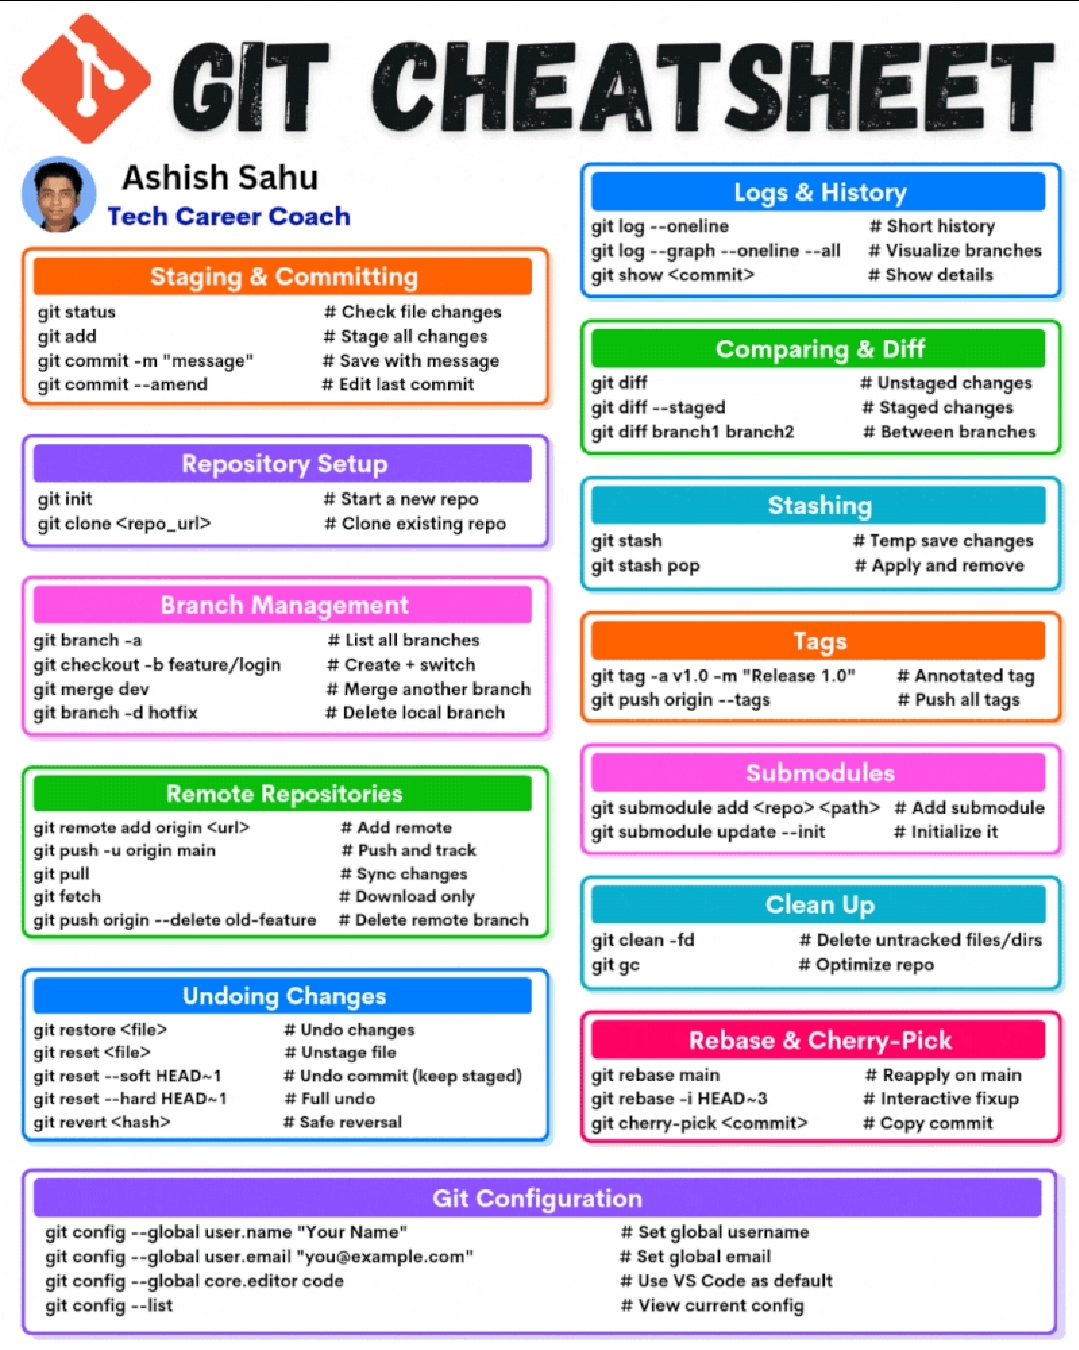 GIT CHEATSHEET
Ashish Sahu
Tech Career Coach
Staging & Committing
git status # Check file changes
git add # Stage all changes
git commit -m "message" # Save with message
git commit --amend # Edit last commit
Repository Setup
git init # Start a new repo
git clone <repo_url> # Clone existing repo
Branch Management
git branch -a # List all branches
git checkout -b feature/login # Create + switch
git merge dev # Merge another branch
git branch -d hotfix # Delete local branch
Remote Repositories
git remote add origin <url> # Add remote
git push -u origin main # Push and track
git pull # Sync changes
git fetch # Download only
git push origin --delete old-feature # Delete remote branch
Undoing Changes
git restore <file> # Undo changes
git reset <file> # Unstage file
git reset --soft HEAD~1 # Undo commit (keep staged)
git reset --hard HEAD~1 # Full undo
git revert <hash> # Safe reversal
Logs & History
git log --oneline # Short history
git log --graph --oneline --all # Visualize branches
git show <commit> # Show details
Comparing & Diff
git diff # Unstaged changes
git diff --staged # Staged changes
git diff branch1 branch2 # Between branches
Stashing
git stash # Temp save changes
git stash pop # Apply and remove
Tags
git tag -a v1.0 -m "Release 1.0" # Annotated tag
git push origin --tags # Push all tags
Submodules
git submodule add <repo> <path> # Add submodule
git submodule update --init # Initialize it
Clean Up
git clean -fd # Delete untracked files/dirs
git gc # Optimize repo
Rebase & Cherry-Pick
git rebase main # Reapply on main
git rebase -i HEAD~3 # Interactive fixup
git cherry-pick <commit> # Copy commit
Git Configuration
git config --global user.name "Your Name" # Set global username
git config --global user.email "you@example.com" # Set global email
git config --global core.editor code # Use VS Code as default
git config --list # View current config